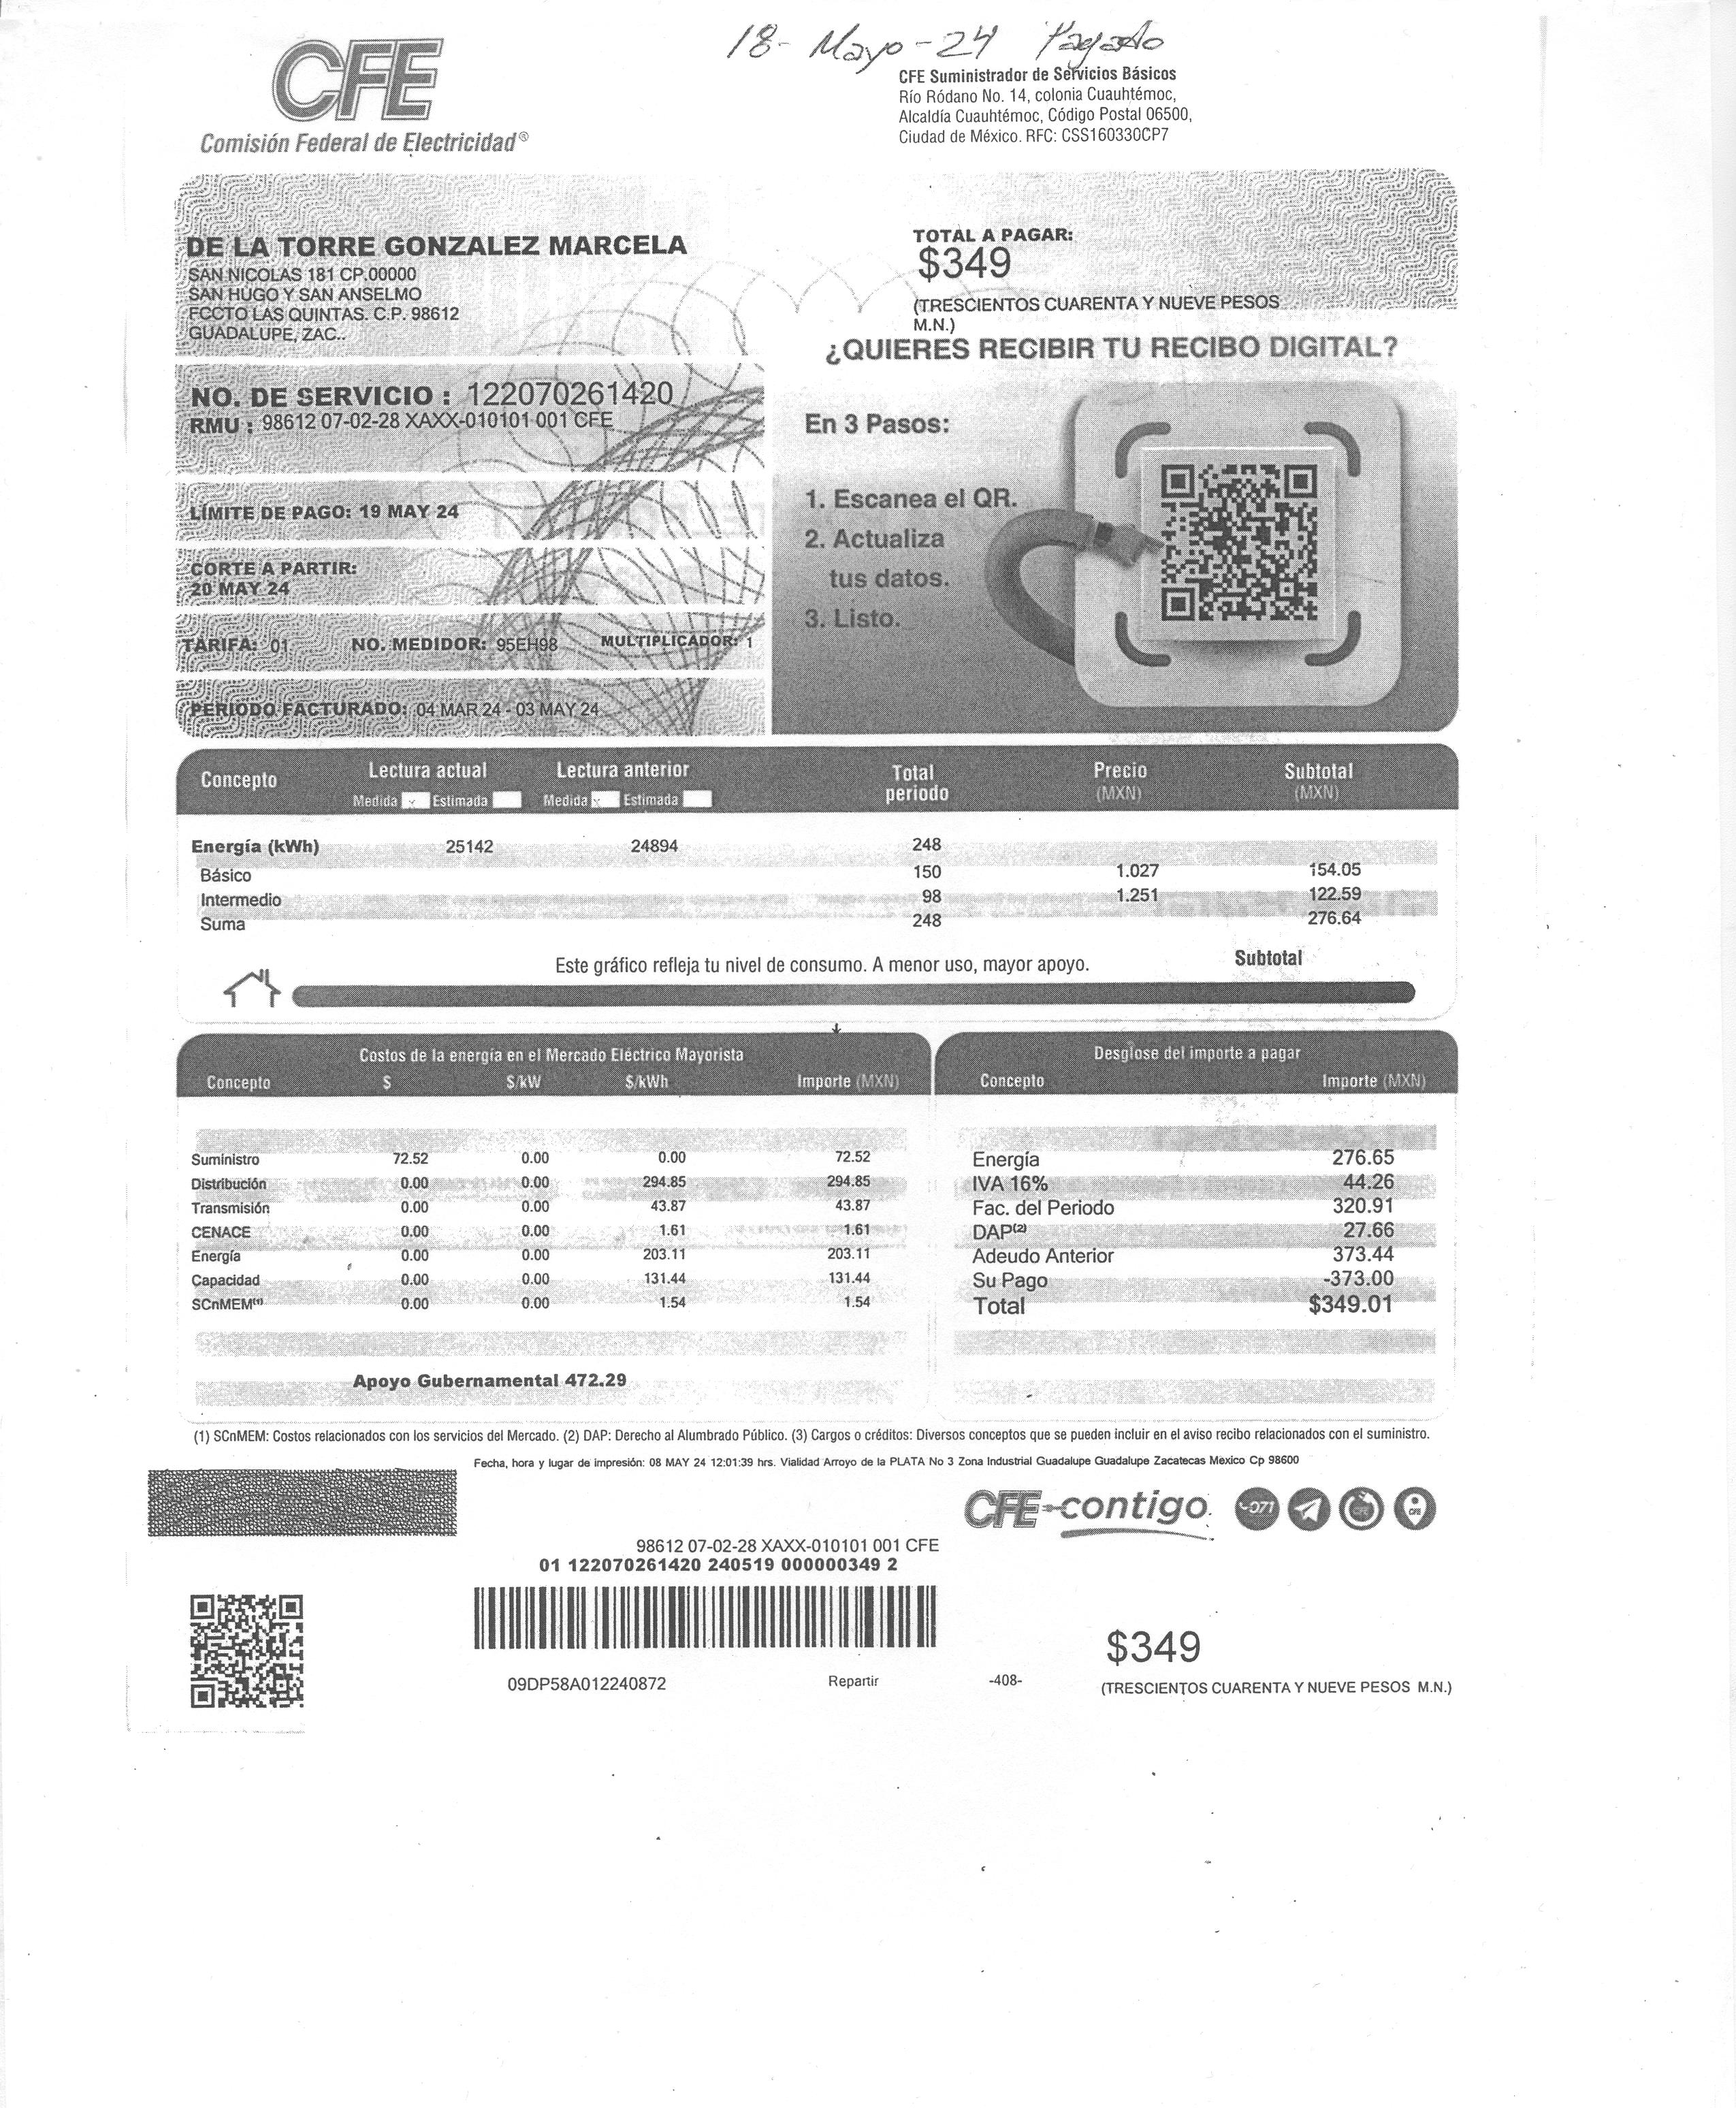 18- Mayo-24 Pagado
CFE
Comisión Federal de Electricidad®
CFE Suministrador de Servicios Básicos
Río Ródano No. 14, colonia Cuauhtémoc,
Alcaldía Cuauhtémoc, Código Postal 06500,
Ciudad de México. RFC: CSS160330CP7
DE LA TORRE GONZALEZ MARCELA
SAN NICOLAS 181 CP.00000
SAN HUGO Y SAN ANSELMO
FCCTO LAS QUINTAS. C.P. 98612
GUADALUPE, ZAC..
TOTAL A PAGAR:
$349
(TRESCIENTOS CUARENTA Y NUEVE PESOS
M.N.)
NO. DE SERVICIO : 122070261420
RMU : 98612 07-02-28 XAXX-010101 001 CFE
LÍMITE DE PAGO: 19 MAY 24
CORTE A PARTIR:
20 MAY 24
TARIFA: 01 NO. MEDIDOR: 95EH98 MULTIPLICADOR: 1
PERIODO FACTURADO: 04 MAR 24 - 03 MAY 24
¿QUIERES RECIBIR TU RECIBO DIGITAL?
En 3 Pasos:
1. Escanea el QR.
2. Actualiza
tus datos.
3. Listo.
Concepto Lectura actual Lectura anterior Total periodo Precio (MXN) Subtotal (MXN)
Medida x Estimada Medida x Estimada
Energía (kWh) 25142 24894 248
Básico 150 1.027 154.05
Intermedio 98 1.251 122.59
Suma 248 276.64
Este gráfico refleja tu nivel de consumo. A menor uso, mayor apoyo. Subtotal
Costos de la energía en el Mercado Eléctrico Mayorista
Concepto $ $/kW $/kWh Importe (MXN)
Suministro 72.52 0.00 0.00 72.52
Distribución 0.00 0.00 294.85 294.85
Transmisión 0.00 0.00 43.87 43.87
CENACE 0.00 0.00 1.61 1.61
Energía 0.00 0.00 203.11 203.11
Capacidad 0.00 0.00 131.44 131.44
SCnMEM(1) 0.00 0.00 1.54 1.54
Apoyo Gubernamental 472.29
Desglose del importe a pagar
Concepto Importe (MXN)
Energía 276.65
IVA 16% 44.26
Fac. del Periodo 320.91
DAP(2) 27.66
Adeudo Anterior 373.44
Su Pago -373.00
Total $349.01
(1) SCnMEM: Costos relacionados con los servicios del Mercado. (2) DAP: Derecho al Alumbrado Público. (3) Cargos o créditos: Diversos conceptos que se pueden incluir en el aviso recibo relacionados con el suministro.
Fecha, hora y lugar de impresión: 08 MAY 24 12:01:39 hrs. Vialidad Arroyo de la PLATA No 3 Zona Industrial Guadalupe Guadalupe Zacatecas Mexico Cp 98600
CFE contigo. 071 CFE CFE
98612 07-02-28 XAXX-010101 001 CFE
01 122070261420 240519 000000349 2
09DP58A012240872 Repartir -408-
$349
(TRESCIENTOS CUARENTA Y NUEVE PESOS M.N.)